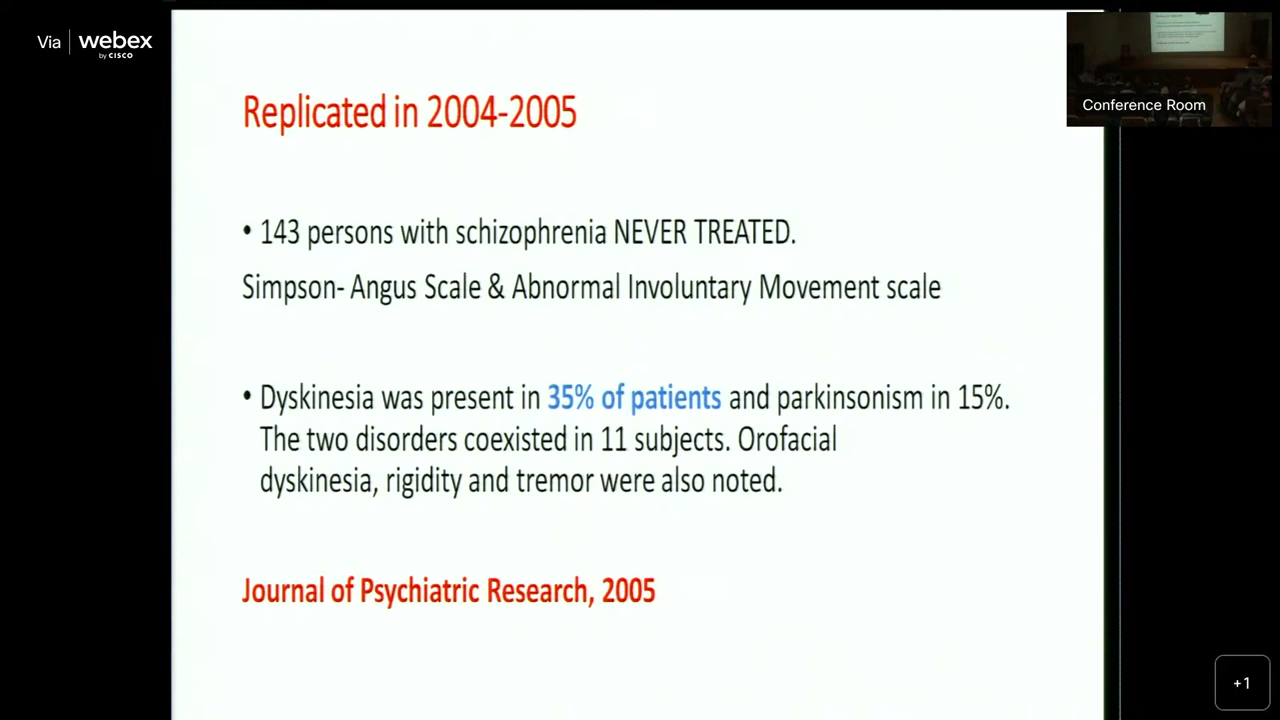 Via webex
by CISCO
Conference Room
Replicated in 2004-2005
• 143 persons with schizophrenia NEVER TREATED.
Simpson- Angus Scale & Abnormal Involuntary Movement scale
• Dyskinesia was present in 35% of patients and parkinsonism in 15%.
The two disorders coexisted in 11 subjects. Orofacial
dyskinesia, rigidity and tremor were also noted.
Journal of Psychiatric Research, 2005
+1